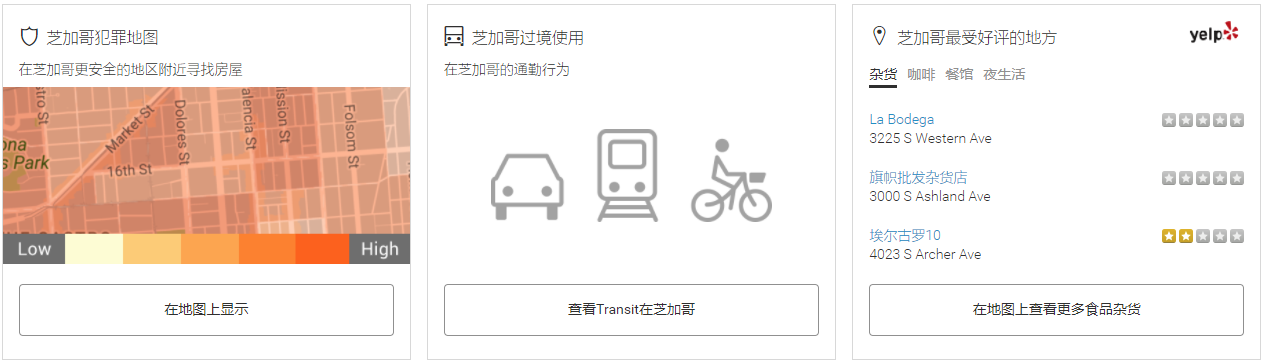 芝加哥犯罪地图
在芝加哥更安全的地区附近寻找房屋
Market St
Dolores St
16th St
Folsom St
Park
Low
High
在地图上显示
芝加哥过境使用
在芝加哥的通勤行为
查看Transit在芝加哥
芝加哥最受好评的地方
yelp
杂货 咖啡 餐馆 夜生活
La Bodega
3225 S Western Ave
旗帜批发杂货店
3000 S Ashland Ave
埃尔古罗10
4023 S Archer Ave
在地图上查看更多食品杂货